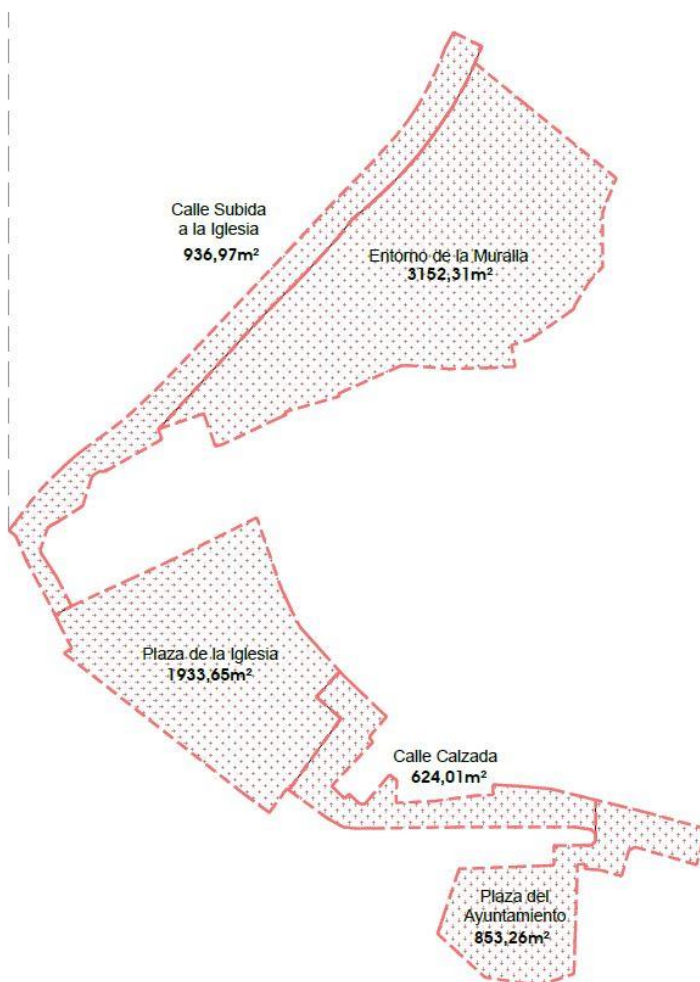 Calle Subida
a la Iglesia
936,97m²
Entorno de la Muralla
3152,31m²
Plaza de la Iglesia
1933,65m²
Calle Calzada
624,01m²
Plaza del
Ayuntamiento
853,26m²